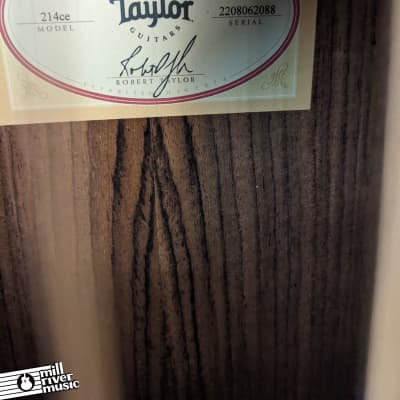 Taylor
GUITARS
214ce
MODEL
2208062088
SERIAL
ROBERT TAYLOR
mill
river
music